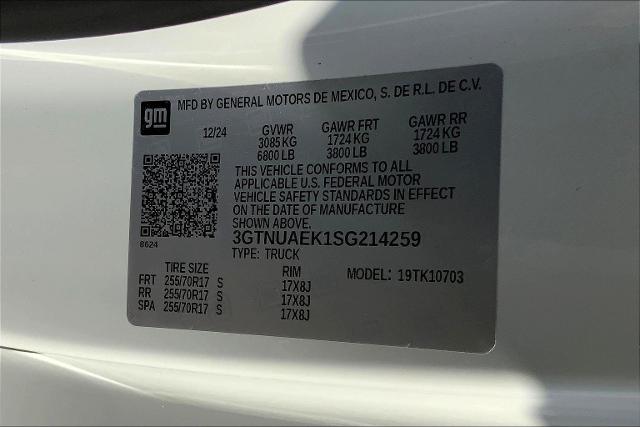 gm
MFD BY GENERAL MOTORS DE MEXICO, S. DE R.L. DE C.V.
12/24 GVWR GAWR FRT GAWR RR
3085 KG 1724 KG 1724 KG
6800 LB 3800 LB 3800 LB
THIS VEHICLE CONFORMS TO ALL
APPLICABLE U.S. FEDERAL MOTOR
VEHICLE SAFETY STANDARDS IN EFFECT
ON THE DATE OF MANUFACTURE
SHOWN ABOVE.
8624
3GTNUAEK1SG214259
TYPE: TRUCK
TIRE SIZE RIM MODEL: 19TK10703
FRT 255/70R17 S 17X8J
RR 255/70R17 S 17X8J
SPA 255/70R17 S 17X8J